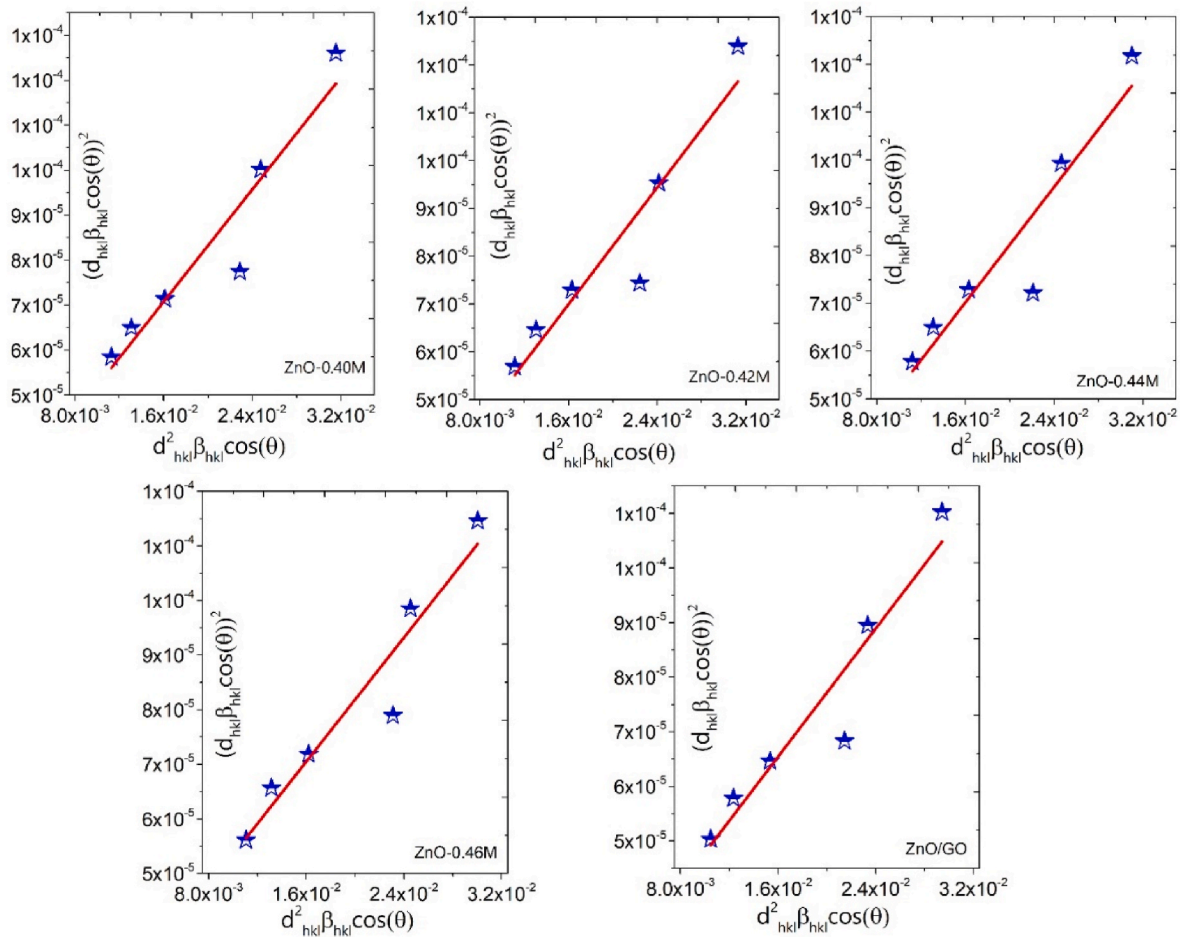 1x10⁻⁴
1x10⁻⁴
1x10⁻⁴
1x10⁻⁴
9x10⁻⁵
8x10⁻⁵
7x10⁻⁵
6x10⁻⁵
5x10⁻⁵
(d_hkl β_hkl cos(θ))²
ZnO-0.40M
8.0x10⁻³ 1.6x10⁻² 2.4x10⁻² 3.2x10⁻²
d²_hkl β_hkl cos(θ)
1x10⁻⁴
1x10⁻⁴
1x10⁻⁴
1x10⁻⁴
9x10⁻⁵
8x10⁻⁵
7x10⁻⁵
6x10⁻⁵
5x10⁻⁵
(d_hkl β_hkl cos(θ))²
ZnO-0.42M
8.0x10⁻³ 1.6x10⁻² 2.4x10⁻² 3.2x10⁻²
d²_hkl β_hkl cos(θ)
1x10⁻⁴
1x10⁻⁴
1x10⁻⁴
1x10⁻⁴
9x10⁻⁵
8x10⁻⁵
7x10⁻⁵
6x10⁻⁵
5x10⁻⁵
(d_hkl β_hkl cos(θ))²
ZnO-0.44M
8.0x10⁻³ 1.6x10⁻² 2.4x10⁻² 3.2x10⁻²
d²_hkl β_hkl cos(θ)
1x10⁻⁴
1x10⁻⁴
1x10⁻⁴
9x10⁻⁵
8x10⁻⁵
7x10⁻⁵
6x10⁻⁵
5x10⁻⁵
(d_hkl β_hkl cos(θ))²
ZnO-0.46M
8.0x10⁻³ 1.6x10⁻² 2.4x10⁻² 3.2x10⁻²
d²_hkl β_hkl cos(θ)
1x10⁻⁴
1x10⁻⁴
9x10⁻⁵
8x10⁻⁵
7x10⁻⁵
6x10⁻⁵
5x10⁻⁵
(d_hkl β_hkl cos(θ))²
ZnO/GO
8.0x10⁻³ 1.6x10⁻² 2.4x10⁻² 3.2x10⁻²
d²_hkl β_hkl cos(θ)